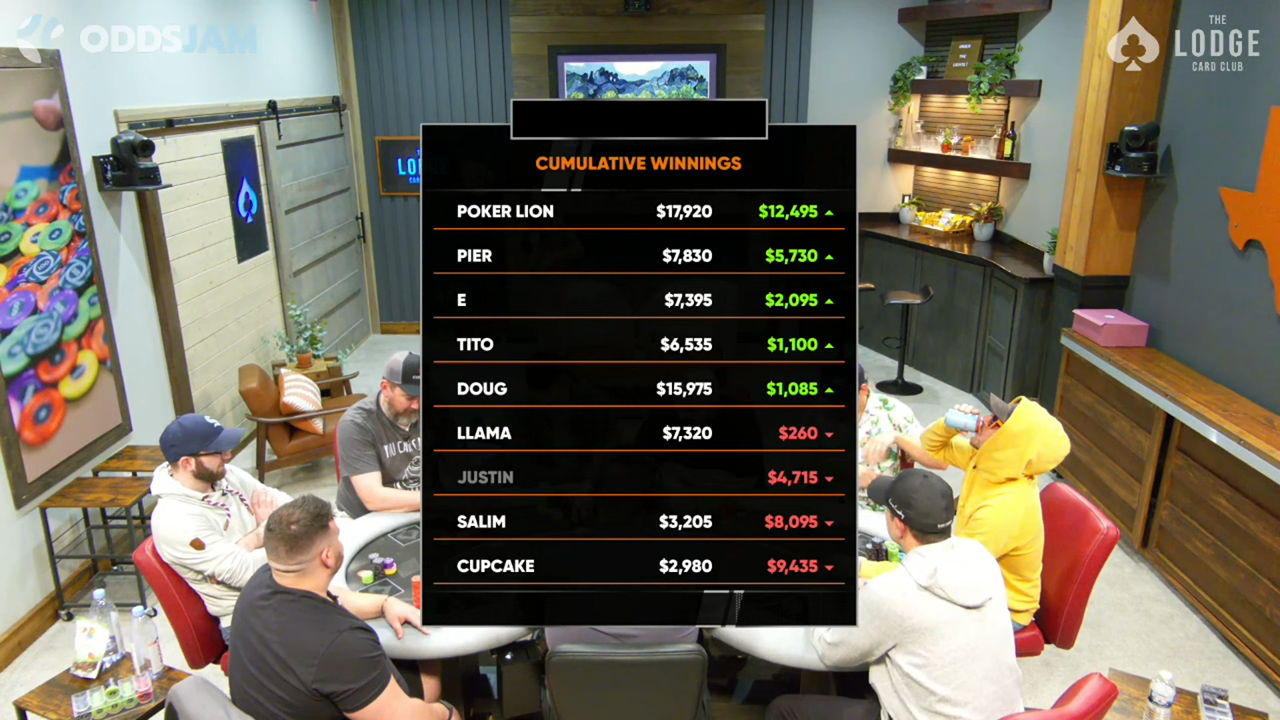 ODDSJAM
THE
LODGE
CARD CLUB
CUMULATIVE WINNINGS
POKER LION $17,920 $12,495
PIER $7,830 $5,730
E $7,395 $2,095
TITO $6,535 $1,100
DOUG $15,975 $1,085
LLAMA $7,320 $260
JUSTIN $4,715
SALIM $3,205 $8,095
CUPCAKE $2,980 $9,435